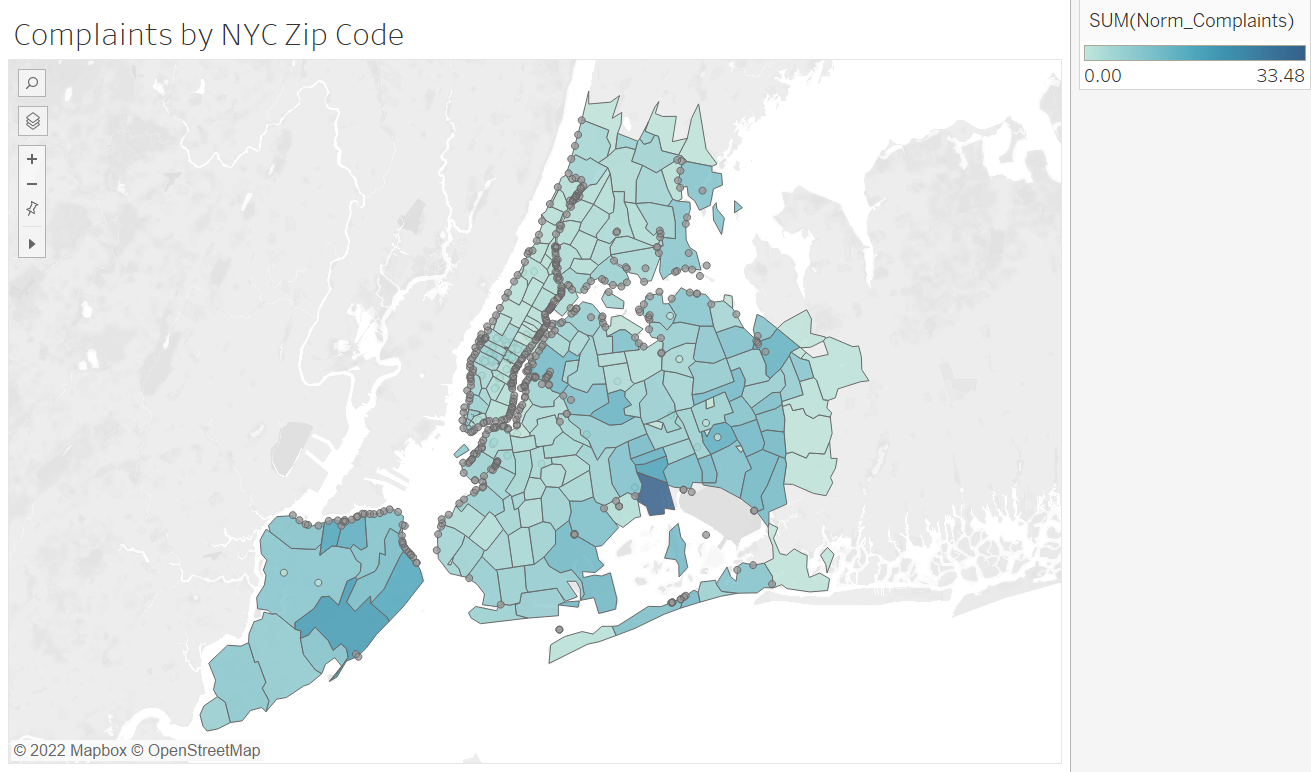 Complaints by NYC Zip Code
SUM(Norm_Complaints)
0.00 33.48
© 2022 Mapbox © OpenStreetMap